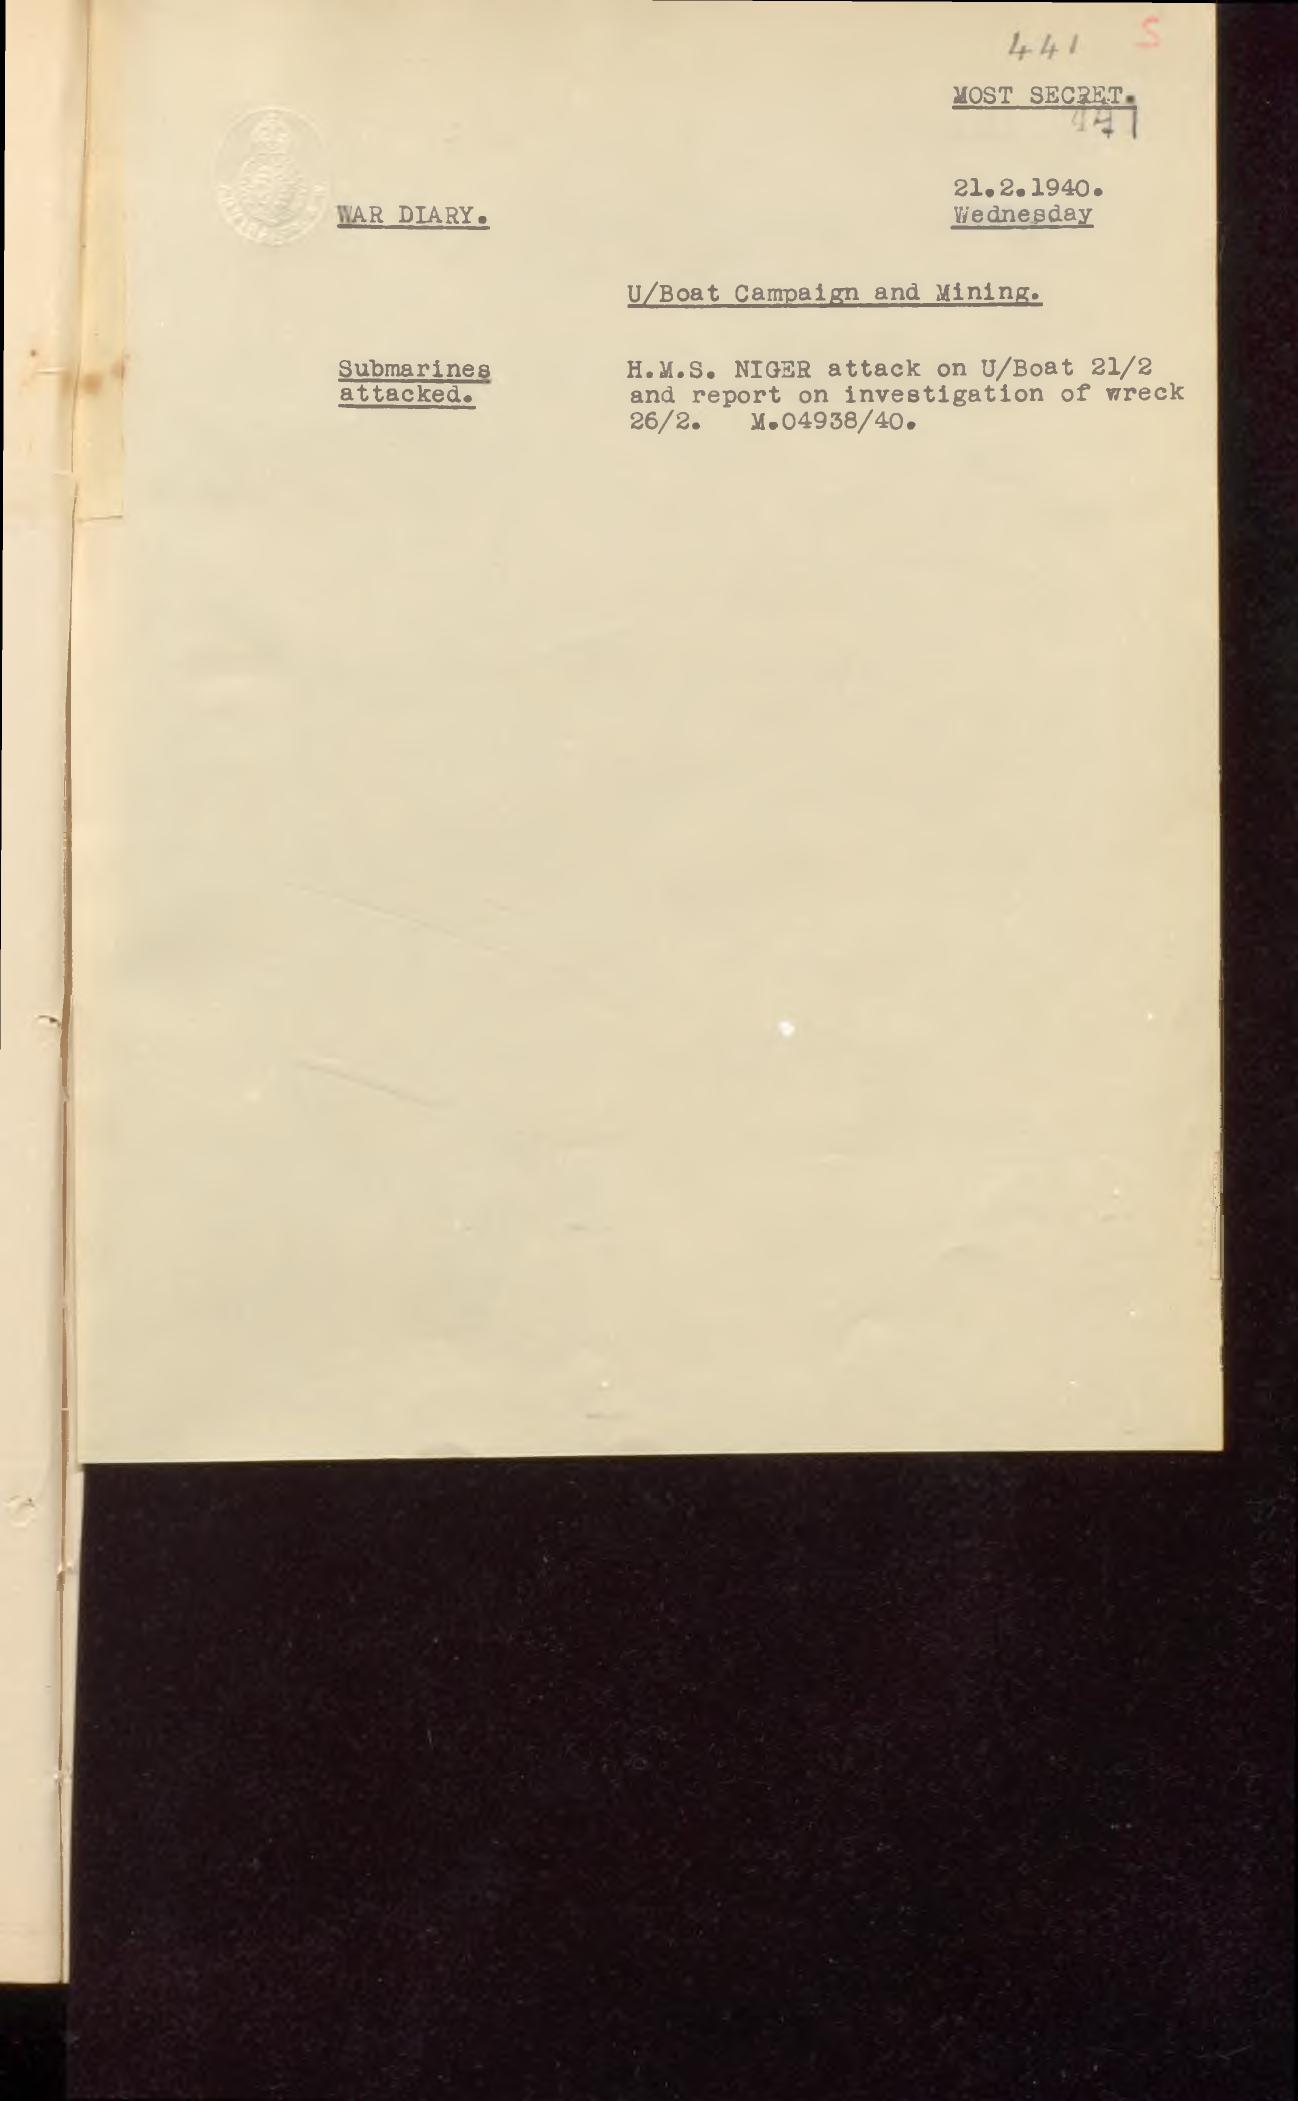 441 S
MOST SECRET.
441
21.2.1940.
WAR DIARY.
Wednesday
U/Boat Campaign and Mining.
Submarines
attacked.
H.M.S. NIGER attack on U/Boat 21/2
and report on investigation of wreck
26/2. M.04938/40.